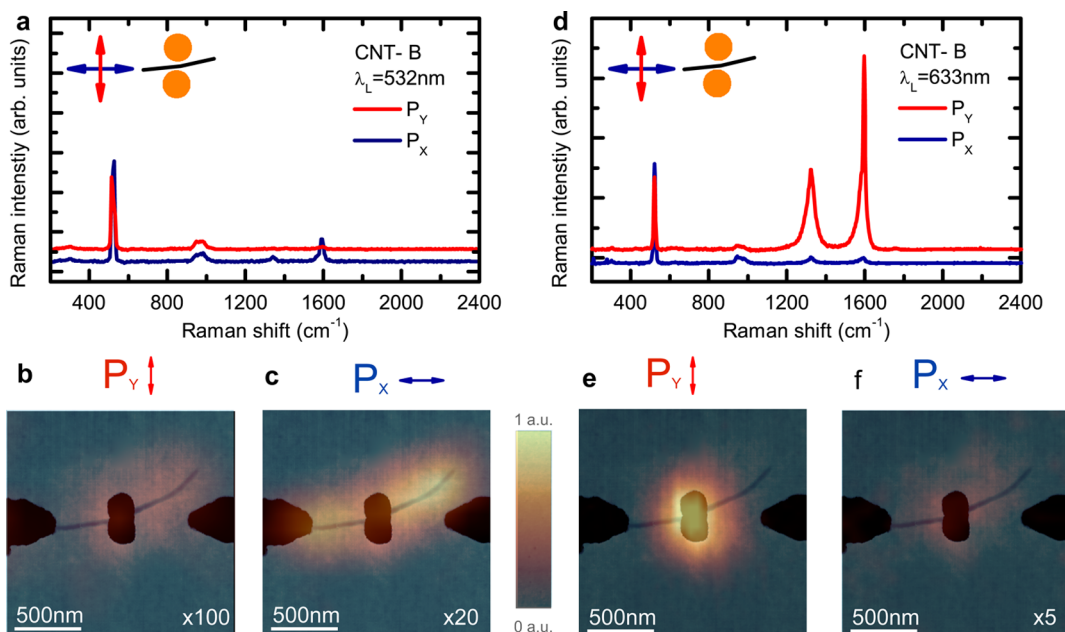 a
Raman intenstiy (arb. units)
CNT- B
λL=532nm
PY
PX
400 800 1200 1600 2000 2400
Raman shift (cm-1)
d
Raman intensity (arb. units)
CNT- B
λL=633nm
PY
PX
400 800 1200 1600 2000 2400
Raman shift (cm-1)
b
PY
500nm
x100
c
PX
500nm
x20
1 a.u.
0 a.u.
e
PY
500nm
f
PX
500nm
x5